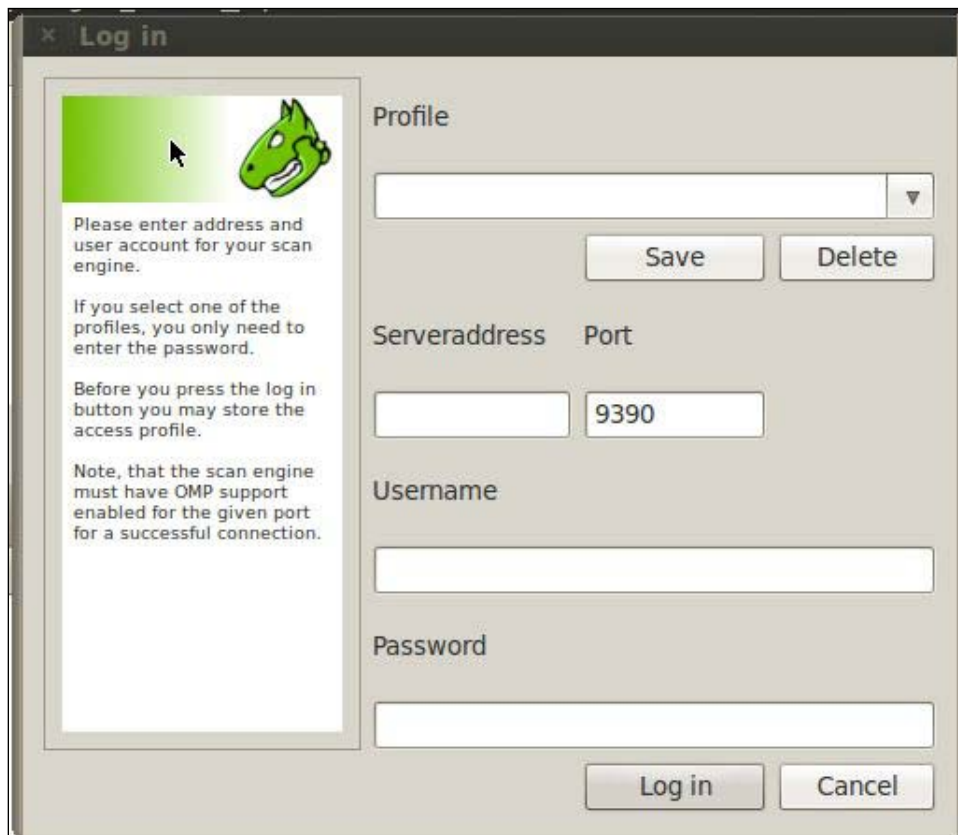 Log in
Profile
Save
Delete
Please enter address and
user account for your scan
engine.
If you select one of the
profiles, you only need to
enter the password.
Before you press the log in
button you may store the
access profile.
Note, that the scan engine
must have OMP support
enabled for the given port
for a successful connection.
Serveraddress
Port
9390
Username
Password
Log in
Cancel